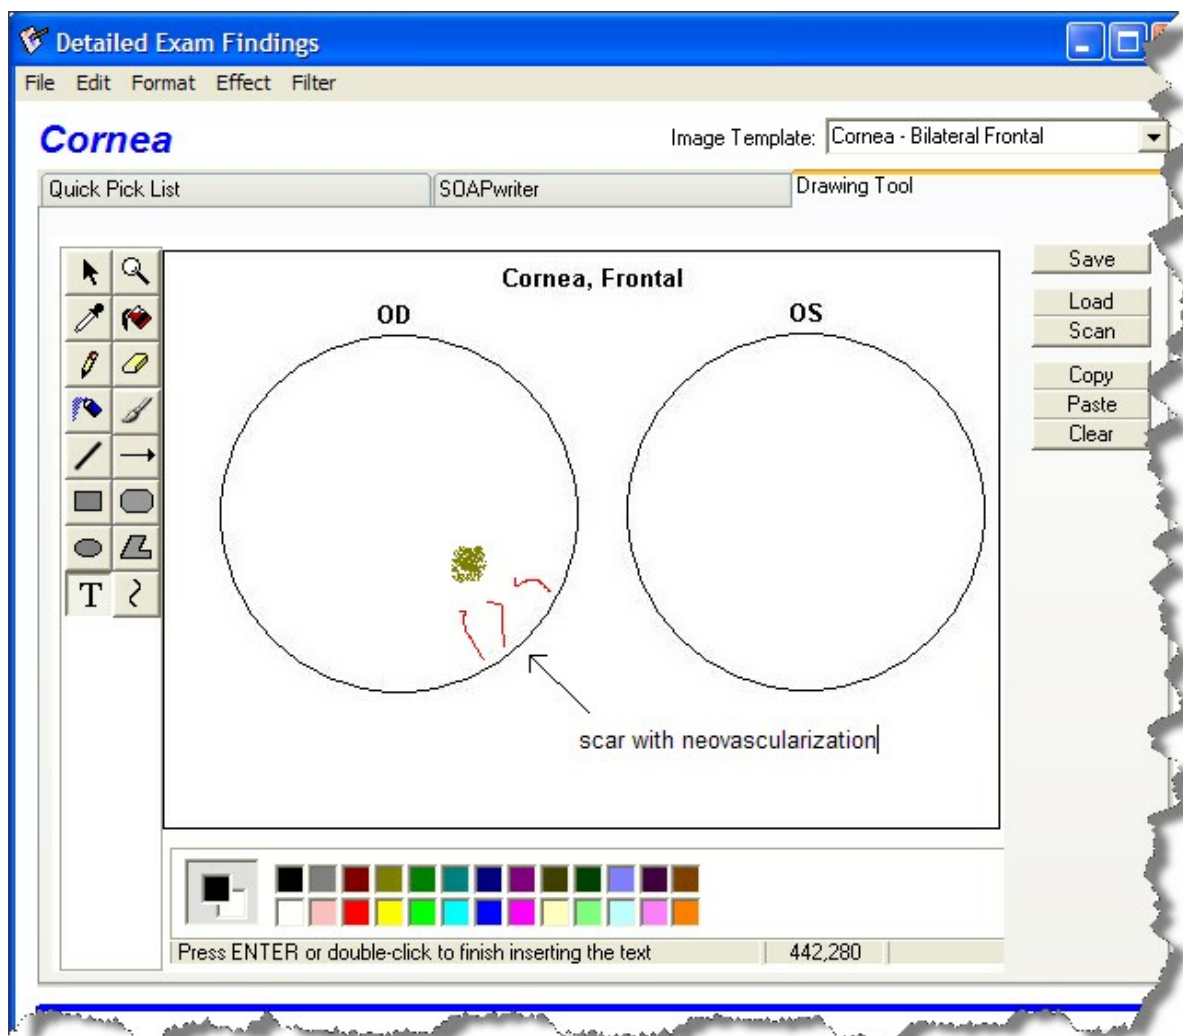 Detailed Exam Findings
File Edit Format Effect Filter
Cornea
Image Template: Cornea - Bilateral Frontal
Quick Pick List SOAPwriter Drawing Tool
Cornea, Frontal
OD OS
Save
Load
Scan
Copy
Paste
Clear
T
scar with neovascularization
Press ENTER or double-click to finish inserting the text 442,280